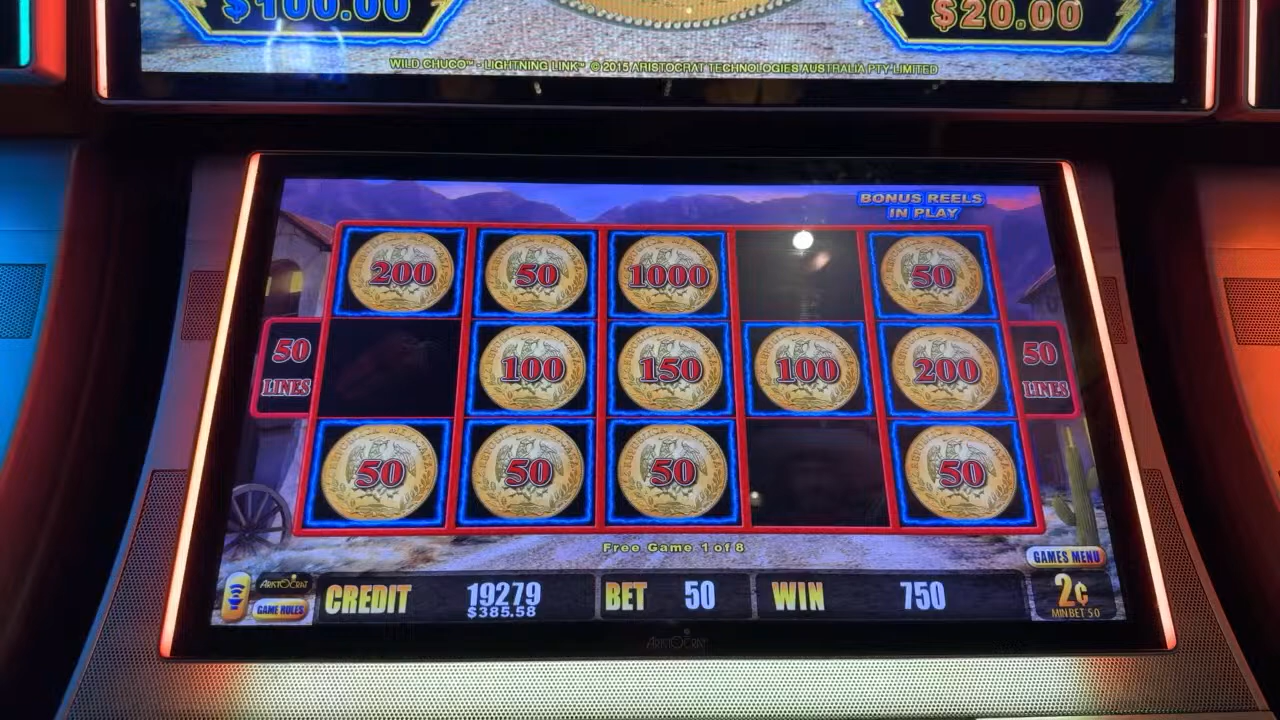 $100.00
$20.00
WILD CHUCO™ - LIGHTNING LINK™ © 2015 ARISTOCRAT TECHNOLOGIES AUSTRALIA PTY LIMITED
BONUS REELS
IN PLAY
200 50 1000 50
50
LINES
100 150 100 200
50
LINES
50 50 50 50
Free Game 1 of 8
GAMES MENU
ARISTOCRAT
GAME RULES
CREDIT 19279
$385.58
BET 50
WIN 750
2¢
MIN BET 50
ARISTOCRAT